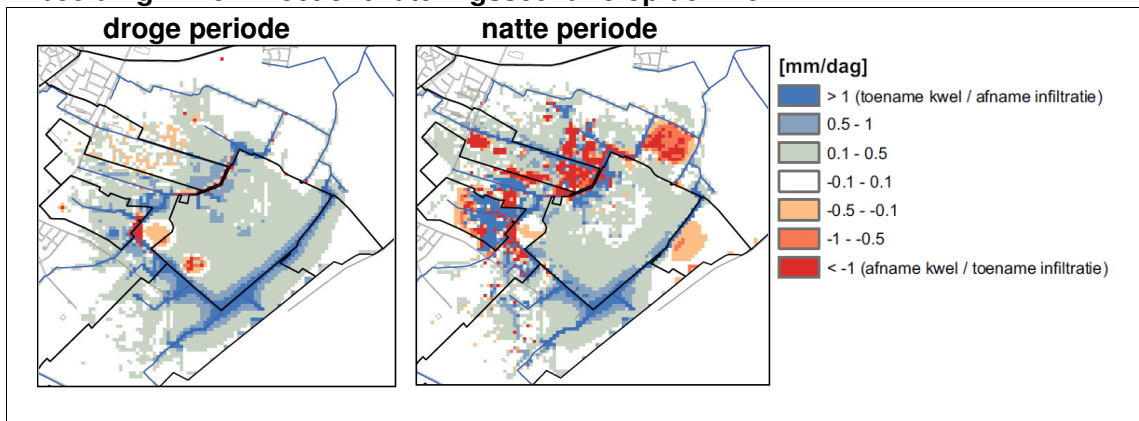 droge periode
natte periode
[mm/dag]
> 1 (toename kwel / afname infiltratie)
0.5 - 1
0.1 - 0.5
-0.1 - 0.1
-0.5 - -0.1
-1 - -0.5
< -1 (afname kwel / toename infiltratie)